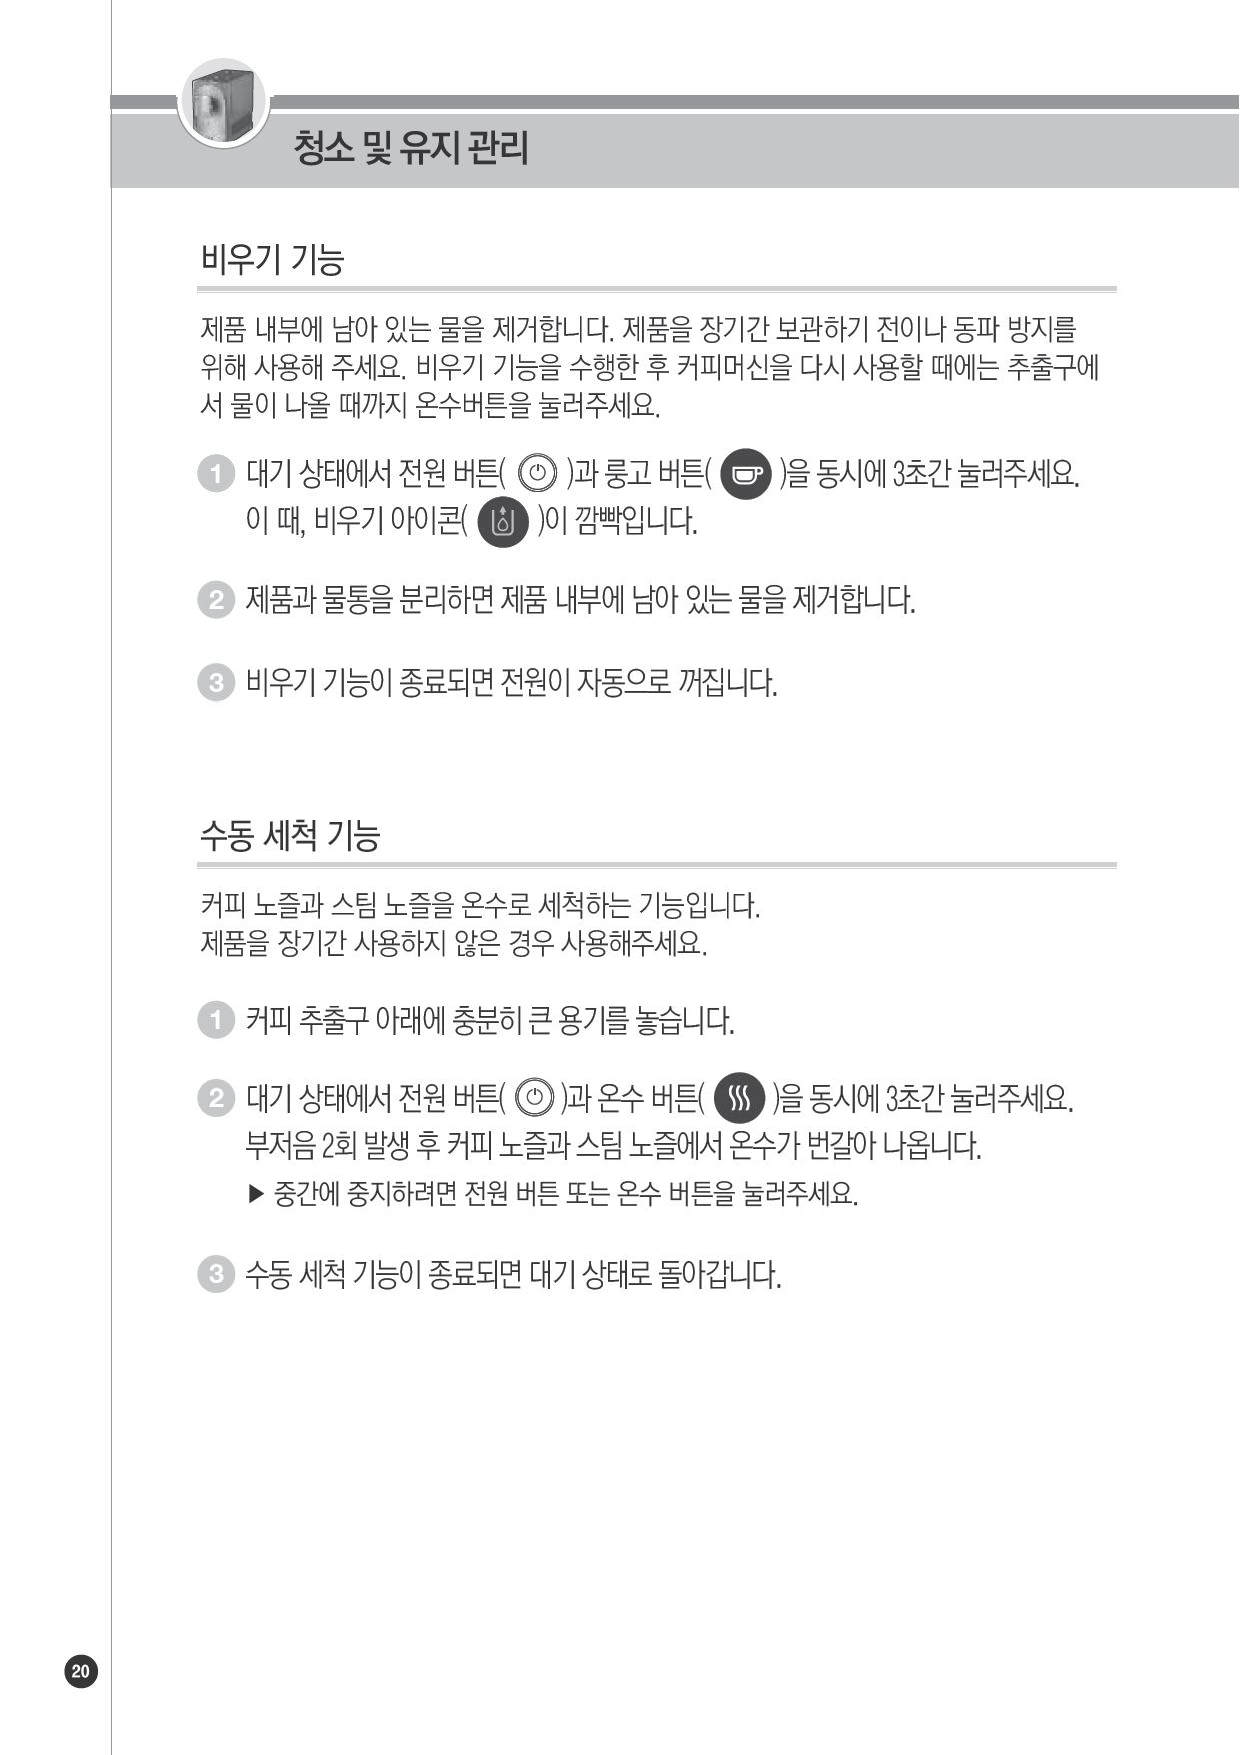 청소 및 유지 관리
비우기 기능
제품 내부에 남아 있는 물을 제거합니다. 제품을 장기간 보관하기 전이나 동파 방지를
위해 사용해 주세요. 비우기 기능을 수행한 후 커피머신을 다시 사용할 때에는 추출구에
서 물이 나올 때까지 온수버튼을 눌러주세요.
1 대기 상태에서 전원 버튼( )과 룽고 버튼( )을 동시에 3초간 눌러주세요.
이 때, 비우기 아이콘( )이 깜빡입니다.
2 제품과 물통을 분리하면 제품 내부에 남아 있는 물을 제거합니다.
3 비우기 기능이 종료되면 전원이 자동으로 꺼집니다.
수동 세척 기능
커피 노즐과 스팀 노즐을 온수로 세척하는 기능입니다.
제품을 장기간 사용하지 않은 경우 사용해주세요.
1 커피 추출구 아래에 충분히 큰 용기를 놓습니다.
2 대기 상태에서 전원 버튼( )과 온수 버튼( )을 동시에 3초간 눌러주세요.
부저음 2회 발생 후 커피 노즐과 스팀 노즐에서 온수가 번갈아 나옵니다.
▶ 중간에 중지하려면 전원 버튼 또는 온수 버튼을 눌러주세요.
3 수동 세척 기능이 종료되면 대기 상태로 돌아갑니다.
20